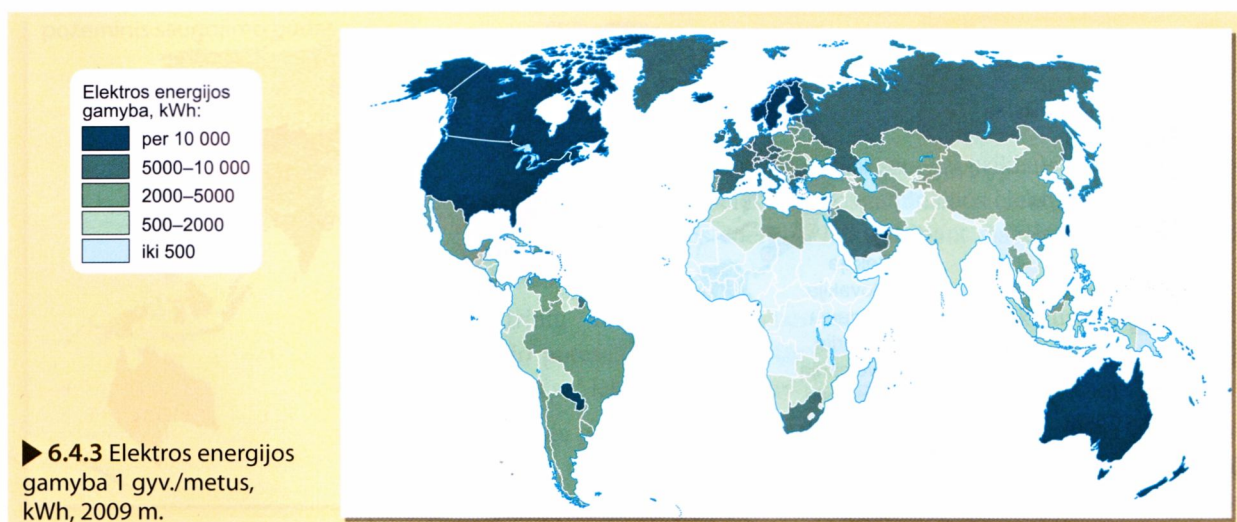 Elektros energijos
gamyba, kWh:
per 10 000
5000–10 000
2000–5000
500–2000
iki 500
▶ 6.4.3 Elektros energijos
gamyba 1 gyv./metus,
kWh, 2009 m.